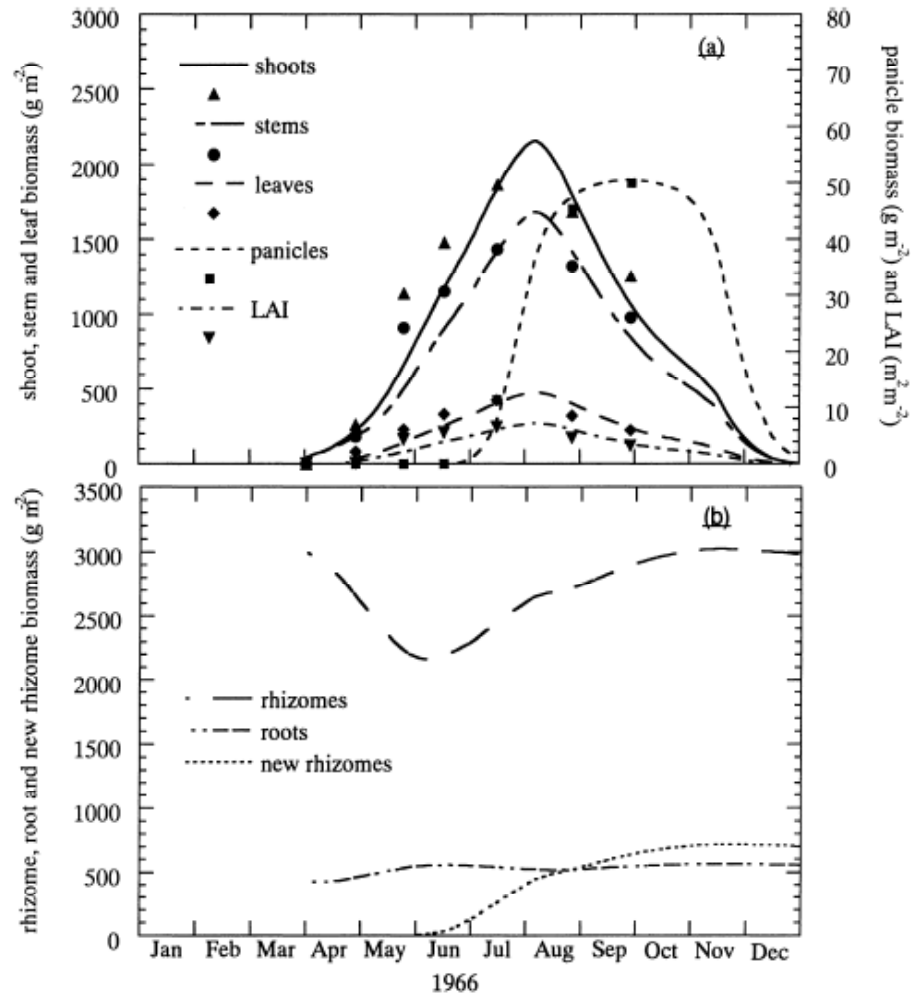 (a)
shoot, stem and leaf biomass (g m⁻²)
3000
2500
2000
1500
1000
500
0
shoots
stems
leaves
panicles
LAI
80
70
60
50
40
30
20
10
0
panicle biomass (g m⁻²) and LAI (m² m⁻²)
(b)
rhizome, root and new rhizome biomass (g m⁻²)
3500
3000
2500
2000
1500
1000
500
0
rhizomes
roots
new rhizomes
Jan Feb Mar Apr May Jun Jul Aug Sep Oct Nov Dec
1966